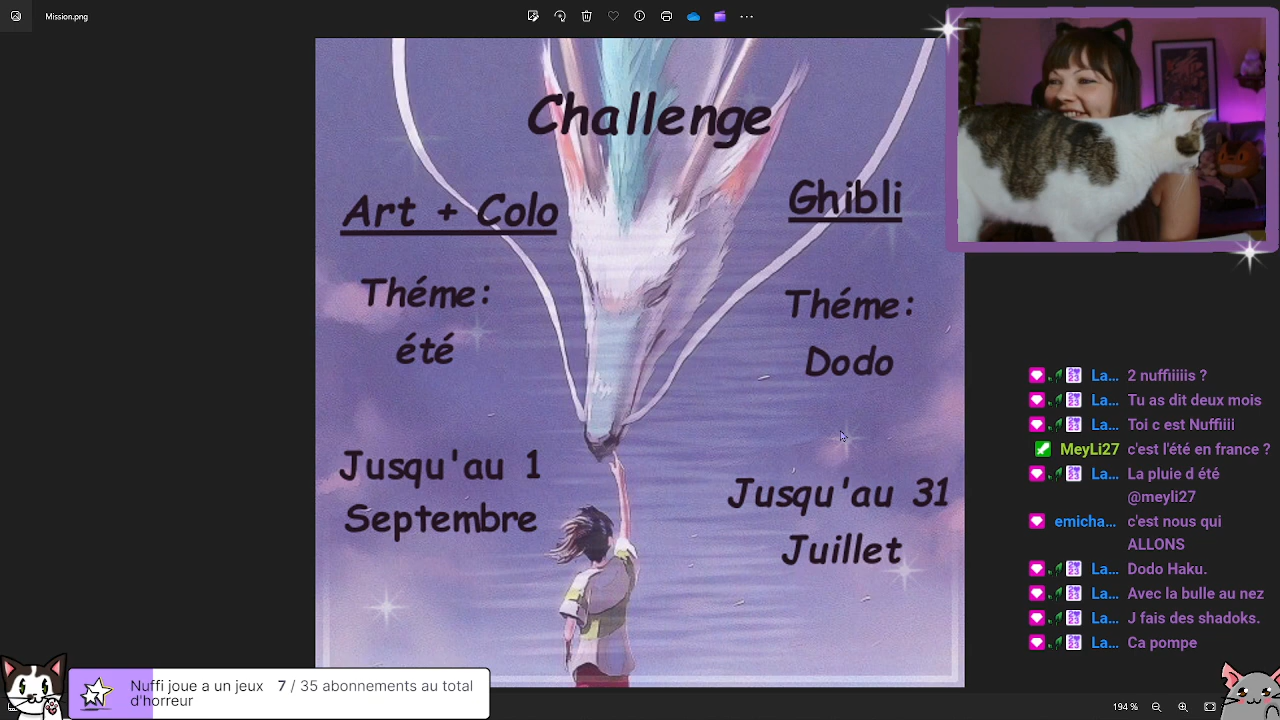 Mission.png
Challenge
Art + Colo
Ghibli
Théme:
été
Théme:
Dodo
Jusqu'au 1
Septembre
Jusqu'au 31
Juillet
La... 2 nuffiiiiis ?
La... Tu as dit deux mois
La... Toi c est Nuffiiii
MeyLi27 c'est l'été en france ?
La... La pluie d été
@meyli27
emicha... c'est nous qui
ALLONS
La... Dodo Haku.
La... Avec la bulle au nez
La... J fais des shadoks.
La... Ca pompe
Nuffi joue a un jeux
d'horreur
7 / 35 abonnements au total
194 %